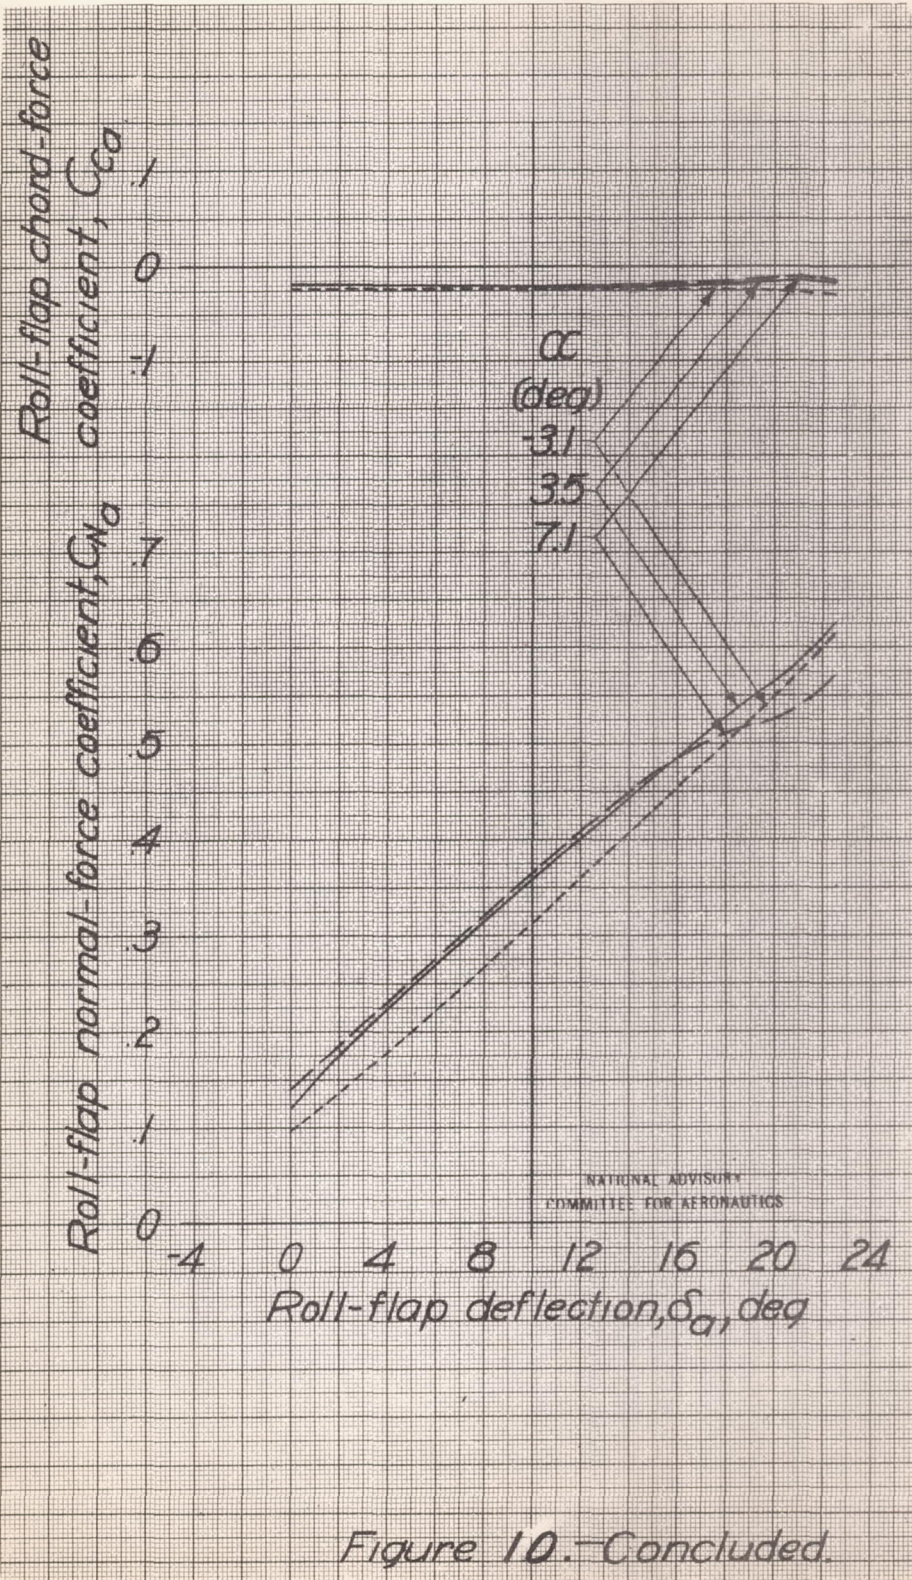 Roll-flap chord-force
coefficient, Cca
.1
0
-.1
α
(deg)
-3.1
3.5
7.1
Roll-flap normal-force coefficient, CNa
.7
.6
.5
.4
.3
.2
.1
0
NATIONAL ADVISORY
COMMITTEE FOR AERONAUTICS
-4 0 4 8 12 16 20 24
Roll-flap deflection, δa, deg
Figure 10.-Concluded.